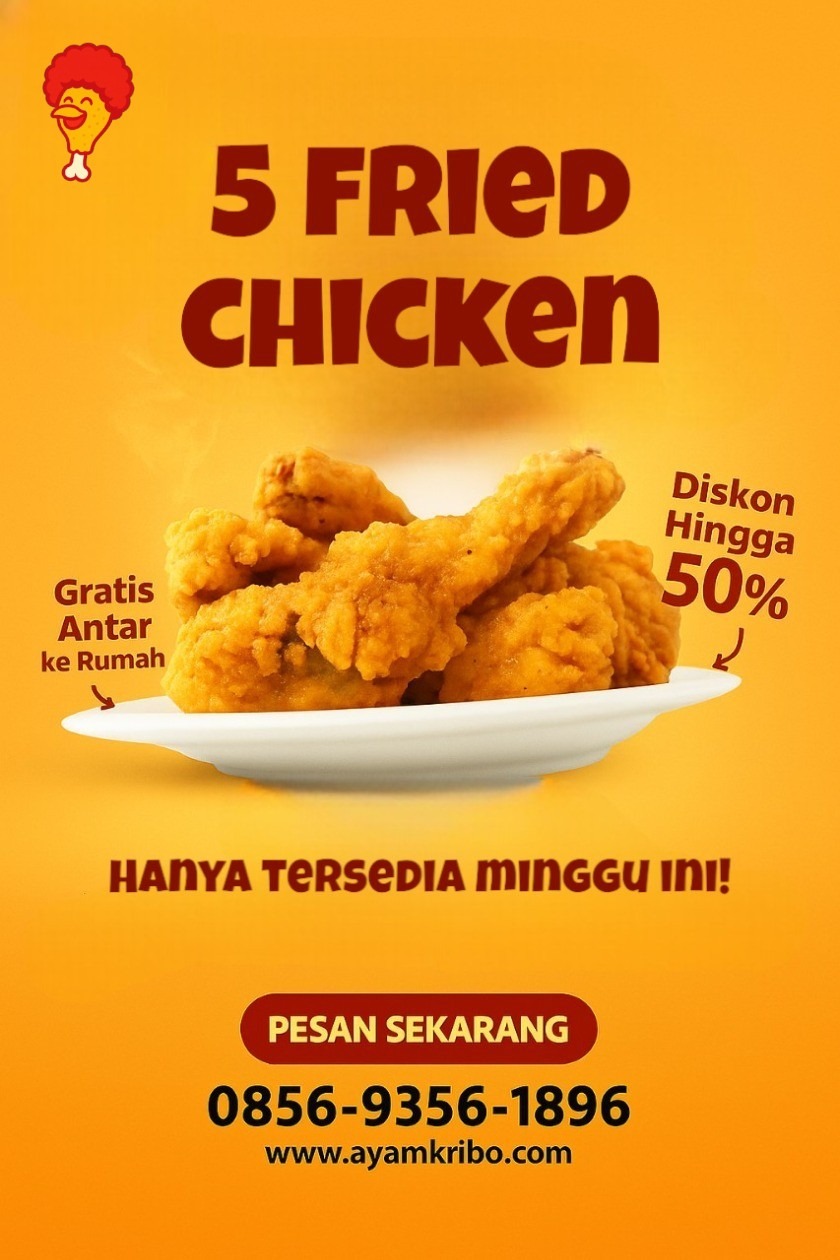 5 FRIED
CHICKEN
Diskon
Hingga
50%
Gratis
Antar
ke Rumah
HANYA TERSEDIA MINGGU INI!
PESAN SEKARANG
0856-9356-1896
www.ayamkribo.com